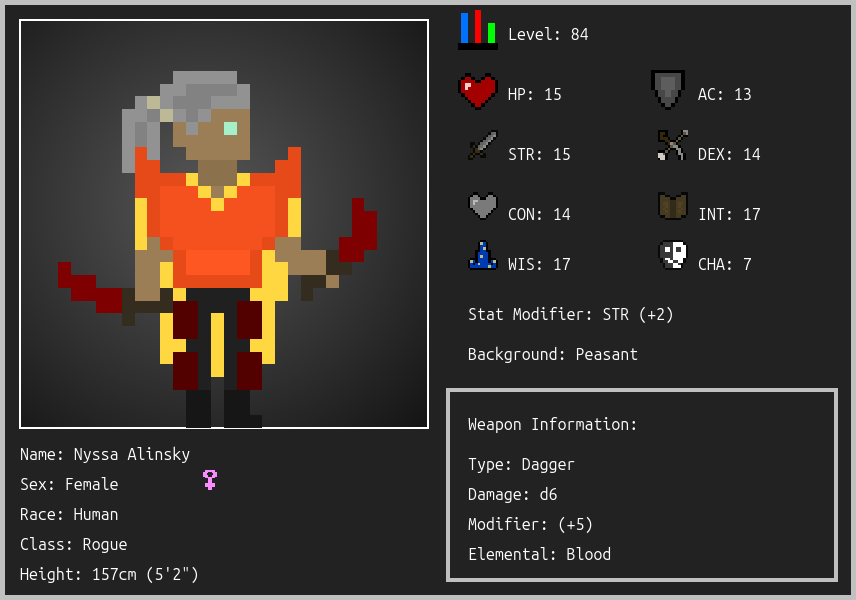 Level: 84
HP: 15
AC: 13
STR: 15
DEX: 14
CON: 14
INT: 17
WIS: 17
CHA: 7
Stat Modifier: STR (+2)
Background: Peasant
Weapon Information:
Type: Dagger
Damage: d6
Modifier: (+5)
Elemental: Blood
Name: Nyssa Alinsky
Sex: Female
Race: Human
Class: Rogue
Height: 157cm (5'2")